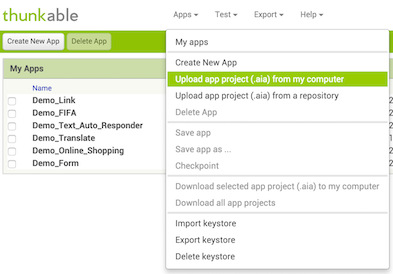 thunkable
Apps Test Export Help
Create New App Delete App
My Apps
Name
Demo_Link
Demo_FIFA
Demo_Text_Auto_Responder
Demo_Translate
Demo_Online_Shopping
Demo_Form
My apps
Create New App
Upload app project (.aia) from my computer
Upload app project (.aia) from a repository
Delete App
Save app
Save app as ...
Checkpoint
Download selected app project (.aia) to my computer
Download all app projects
Import keystore
Export keystore
Delete keystore